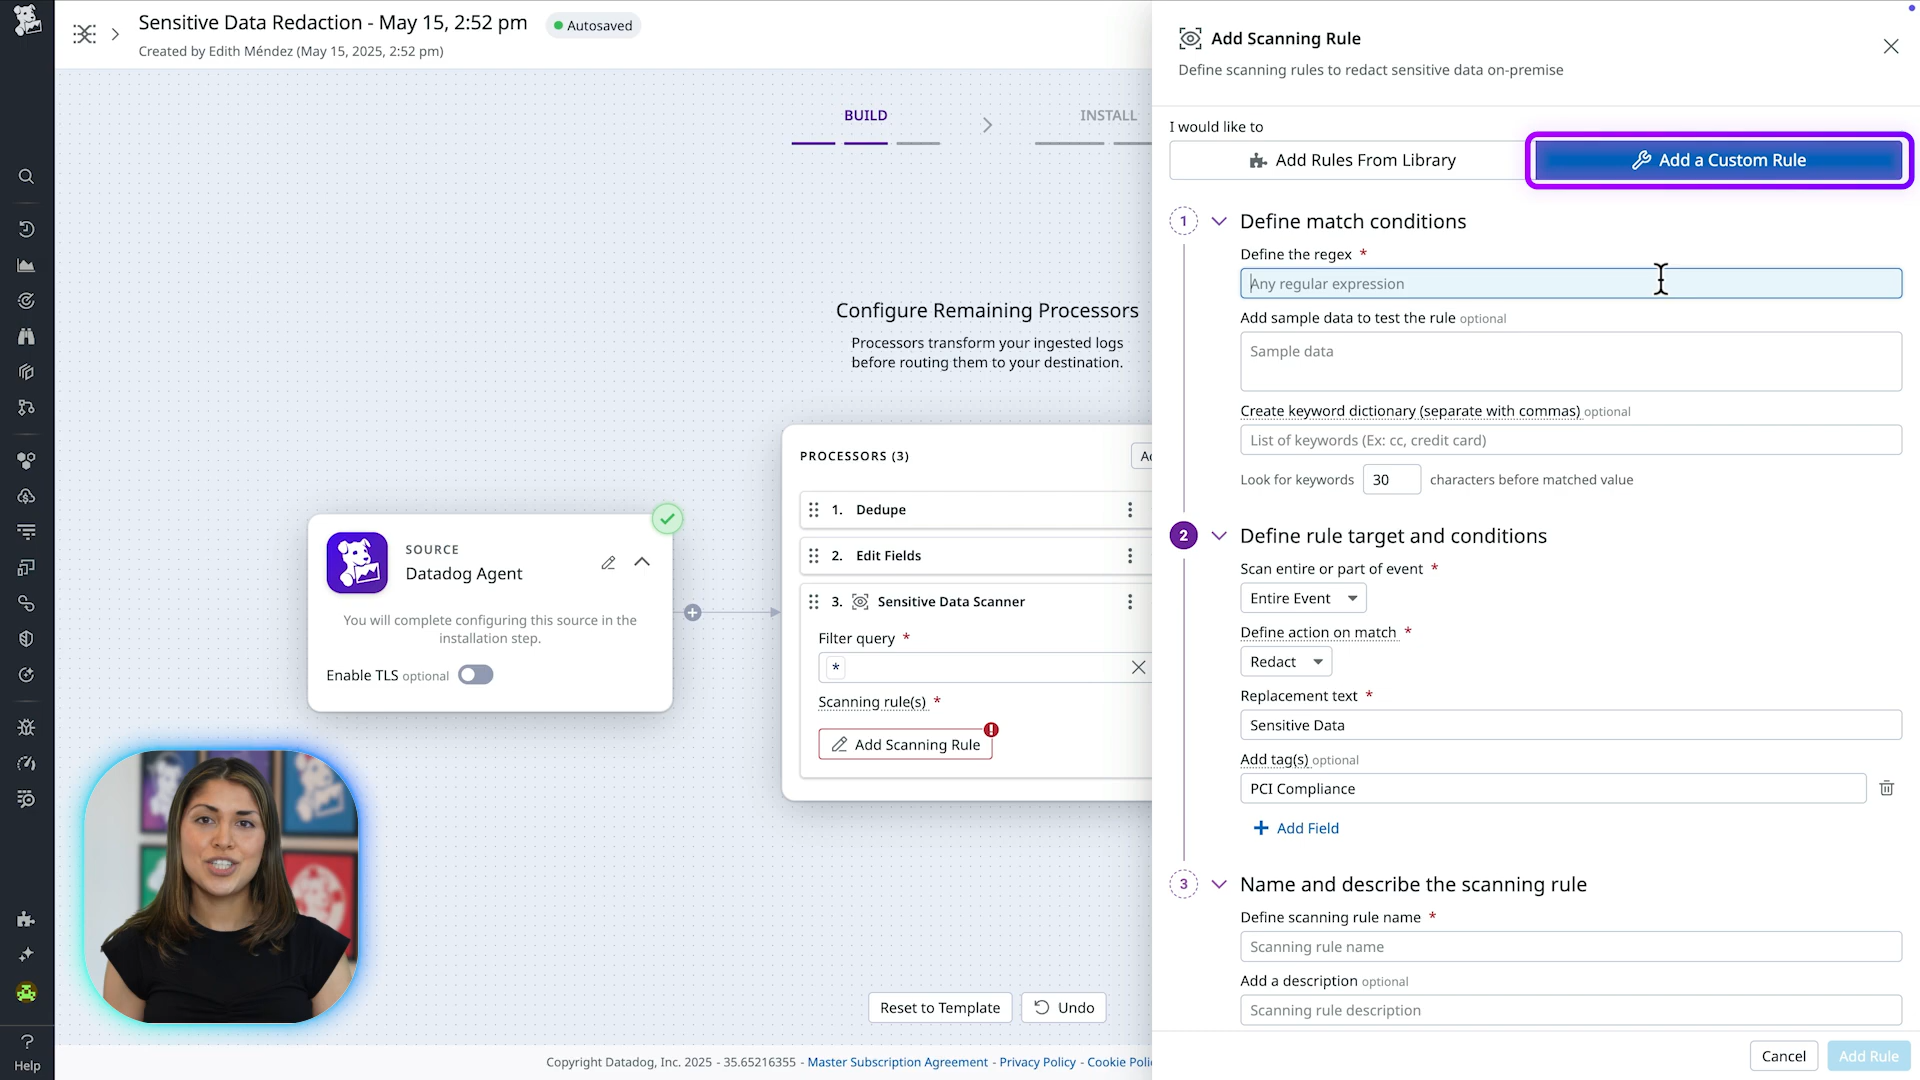 Sensitive Data Redaction - May 15, 2:52 pm
Autosaved
Created by Edith Méndez (May 15, 2025, 2:52 pm)
BUILD
INSTALL
Configure Remaining Processors
Processors transform your ingested logs
before routing them to your destination.
SOURCE
Datadog Agent
You will complete configuring this source in the
installation step.
Enable TLS optional
PROCESSORS (3)
1. Dedupe
2. Edit Fields
3. Sensitive Data Scanner
Filter query *
*
Scanning rule(s) *
Add Scanning Rule
Reset to Template
Undo
Copyright Datadog, Inc. 2025 - 35.65216355 - Master Subscription Agreement - Privacy Policy - Cookie
Help
Add Scanning Rule
Define scanning rules to redact sensitive data on-premise
I would like to
Add Rules From Library
Add a Custom Rule
1 Define match conditions
Define the regex *
Any regular expression
Add sample data to test the rule optional
Sample data
Create keyword dictionary (separate with commas) optional
List of keywords (Ex: cc, credit card)
Look for keywords 30 characters before matched value
2 Define rule target and conditions
Scan entire or part of event *
Entire Event
Define action on match *
Redact
Replacement text *
Sensitive Data
Add tag(s) optional
PCI Compliance
+ Add Field
3 Name and describe the scanning rule
Define scanning rule name *
Scanning rule name
Add a description optional
Scanning rule description
Cancel
Add Rule